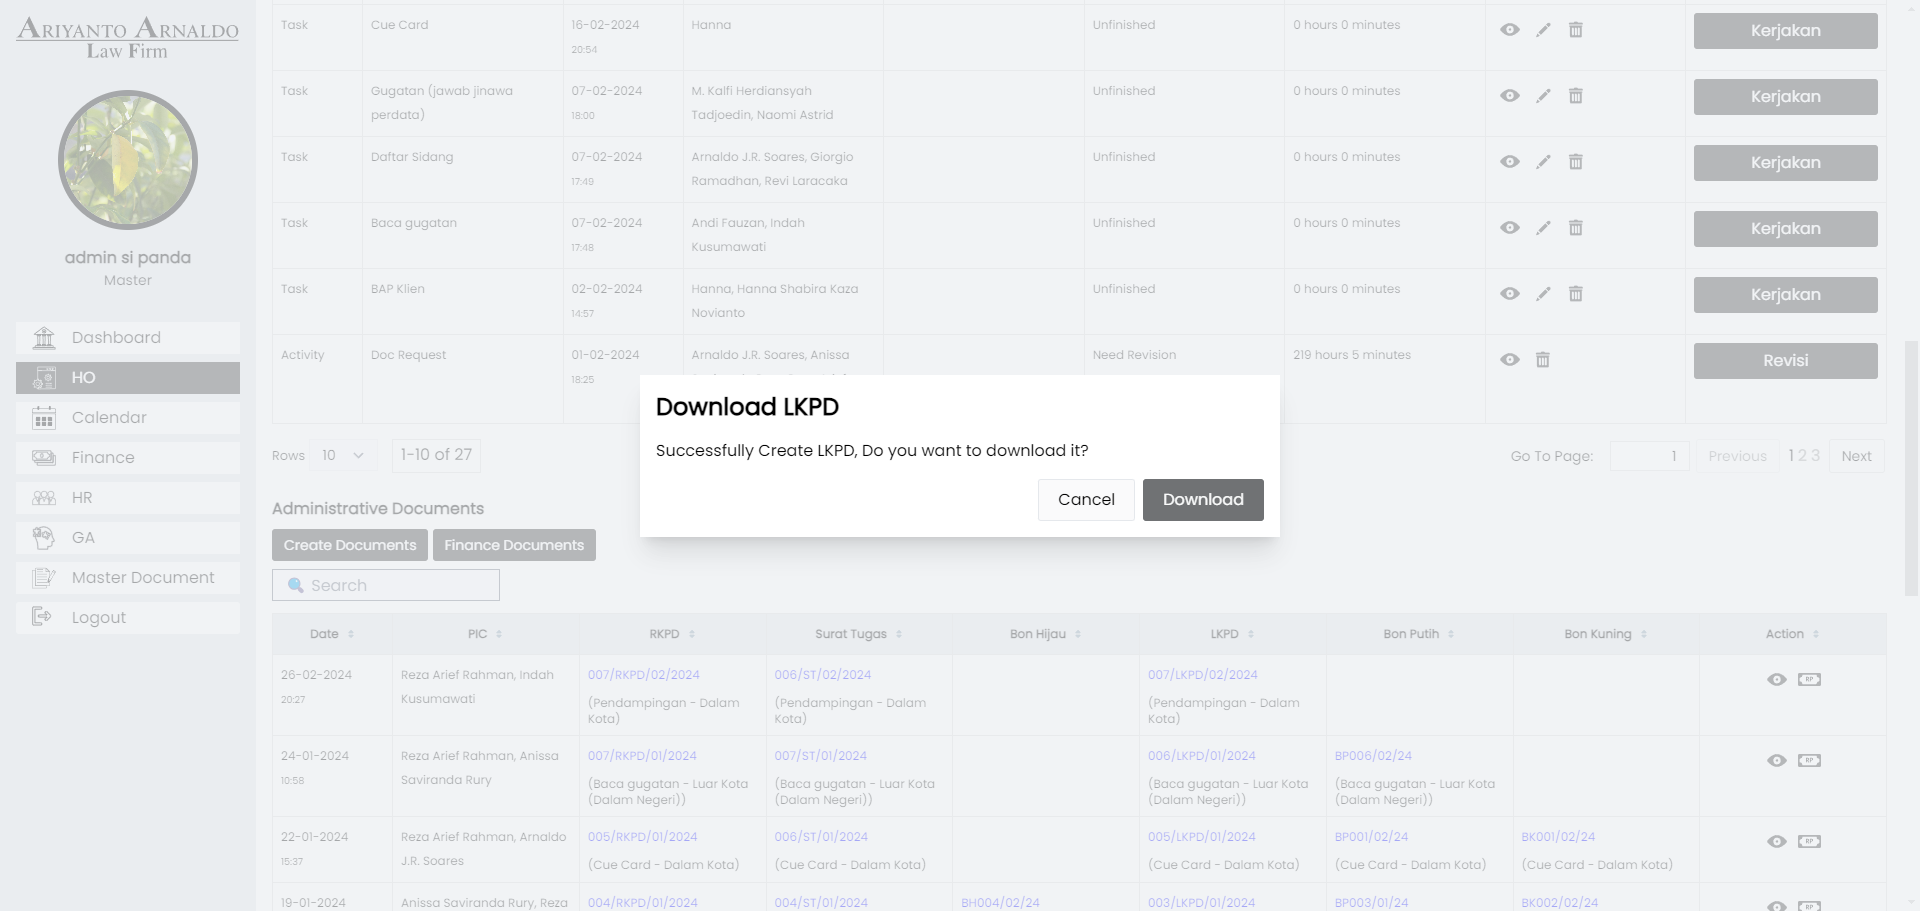 ARIYANTO ARNALDO
Law Firm
admin si panda
Master
Dashboard
HO
Calendar
Finance
HR
GA
Master Document
Logout
Task Cue Card 16-02-2024 Hanna Unfinished 0 hours 0 minutes Kerjakan
20:54
Task Gugatan (jawab jinawa 07-02-2024 M. Kalfi Herdiansyah Unfinished 0 hours 0 minutes Kerjakan
perdata) 18:00 Tadjoedin, Naomi Astrid
Task Daftar Sidang 07-02-2024 Arnaldo J.R. Soares, Giorgio Unfinished 0 hours 0 minutes Kerjakan
17:49 Ramadhan, Revi Laracaka
Task Baca gugatan 07-02-2024 Andi Fauzan, Indah Unfinished 0 hours 0 minutes Kerjakan
17:48 Kusumawati
Task BAP Klien 02-02-2024 Hanna, Hanna Shabira Kaza Unfinished 0 hours 0 minutes Kerjakan
14:57 Novianto
Activity Doc Request 01-02-2024 Arnaldo J.R. Soares, Anissa Need Revision 219 hours 5 minutes Revisi
18:25
Download LKPD
Successfully Create LKPD, Do you want to download it?
Cancel Download
Rows 10 1-10 of 27 Go To Page: 1 Previous 1 2 3 Next
Administrative Documents
Create Documents Finance Documents
Search
Date PIC RKPD Surat Tugas Bon Hijau LKPD Bon Putih Bon Kuning Action
26-02-2024 Reza Arief Rahman, Indah 007/RKPD/02/2024 006/ST/02/2024 007/LKPD/02/2024 RP
20:27 Kusumawati (Pendampingan - Dalam (Pendampingan - Dalam (Pendampingan - Dalam
Kota) Kota) Kota)
24-01-2024 Reza Arief Rahman, Anissa 007/RKPD/01/2024 007/ST/01/2024 006/LKPD/01/2024 BP006/02/24 RP
10:58 Saviranda Rury (Baca gugatan - Luar Kota (Baca gugatan - Luar Kota (Baca gugatan - Luar Kota (Baca gugatan - Luar Kota
(Dalam Negeri)) (Dalam Negeri)) (Dalam Negeri)) (Dalam Negeri))
22-01-2024 Reza Arief Rahman, Arnaldo 005/RKPD/01/2024 006/ST/01/2024 005/LKPD/01/2024 BP001/02/24 BK001/02/24 RP
15:37 J.R. Soares (Cue Card - Dalam Kota) (Cue Card - Dalam Kota) (Cue Card - Dalam Kota) (Cue Card - Dalam Kota) (Cue Card - Dalam Kota)
19-01-2024 Anissa Saviranda Rury, Reza 004/RKPD/01/2024 004/ST/01/2024 BH004/02/24 003/LKPD/01/2024 BP003/01/24 BK002/02/24 RP